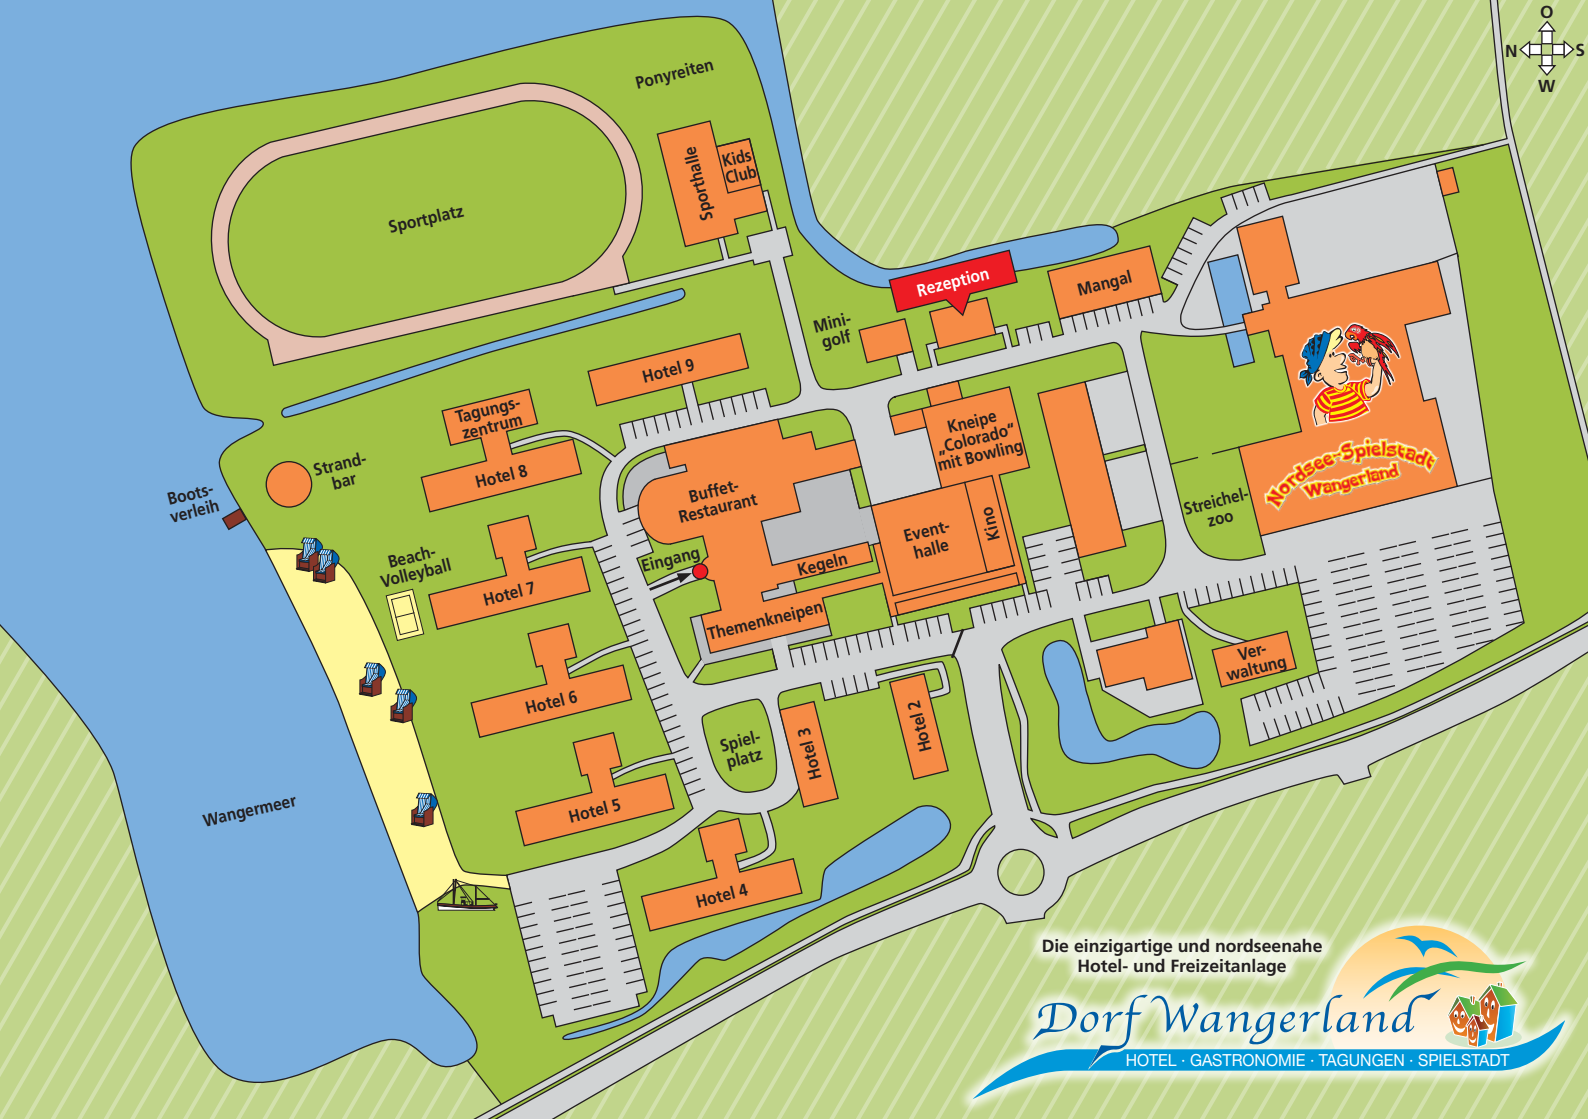 O
N
S
W
Ponyreiten
Sporthalle
Kids
Club
Sportplatz
Rezeption
Mangal
Mini-
golf
Hotel 9
Tagungs-
zentrum
Hotel 8
Kneipe
„Colorado“
mit Bowling
Strand-
bar
Boots-
verleih
Buffet-
Restaurant
Nordsee-Spielstadt
Wangerland
Streichel-
zoo
Event-
halle
Kino
Beach-
Volleyball
Eingang
Kegeln
Hotel 7
Themenkneipen
Ver-
waltung
Hotel 6
Spiel-
platz
Hotel 3
Hotel 2
Hotel 5
Wangermeer
Hotel 4
Die einzigartige und nordseenahe
Hotel- und Freizeitanlage
Dorf Wangerland
HOTEL · GASTRONOMIE · TAGUNGEN · SPIELSTADT